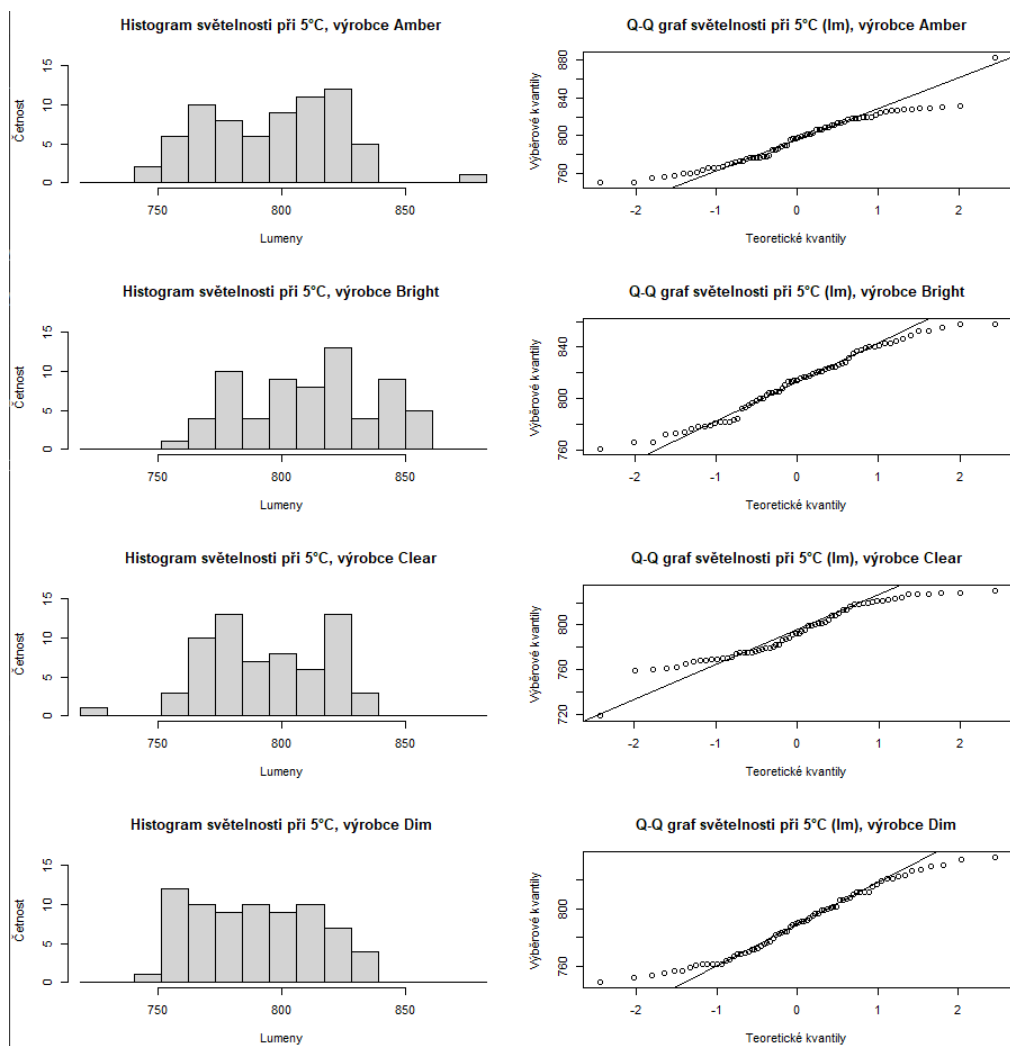 Histogram světelnosti při 5°C, výrobce Amber
Četnost
0 5 10 15
750 800 850
Lumeny
Q-Q graf světelnosti při 5°C (lm), výrobce Amber
Výběrové kvantily
760 800 840 880
-2 -1 0 1 2
Teoretické kvantily
Histogram světelnosti při 5°C, výrobce Bright
Četnost
0 5 10 15
750 800 850
Lumeny
Q-Q graf světelnosti při 5°C (lm), výrobce Bright
Výběrové kvantily
760 800 840
-2 -1 0 1 2
Teoretické kvantily
Histogram světelnosti při 5°C, výrobce Clear
Četnost
0 5 10 15
750 800 850
Lumeny
Q-Q graf světelnosti při 5°C (lm), výrobce Clear
Výběrové kvantily
720 760 800
-2 -1 0 1 2
Teoretické kvantily
Histogram světelnosti při 5°C, výrobce Dim
Četnost
0 5 10 15
750 800 850
Lumeny
Q-Q graf světelnosti při 5°C (lm), výrobce Dim
Výběrové kvantily
760 800
-2 -1 0 1 2
Teoretické kvantily